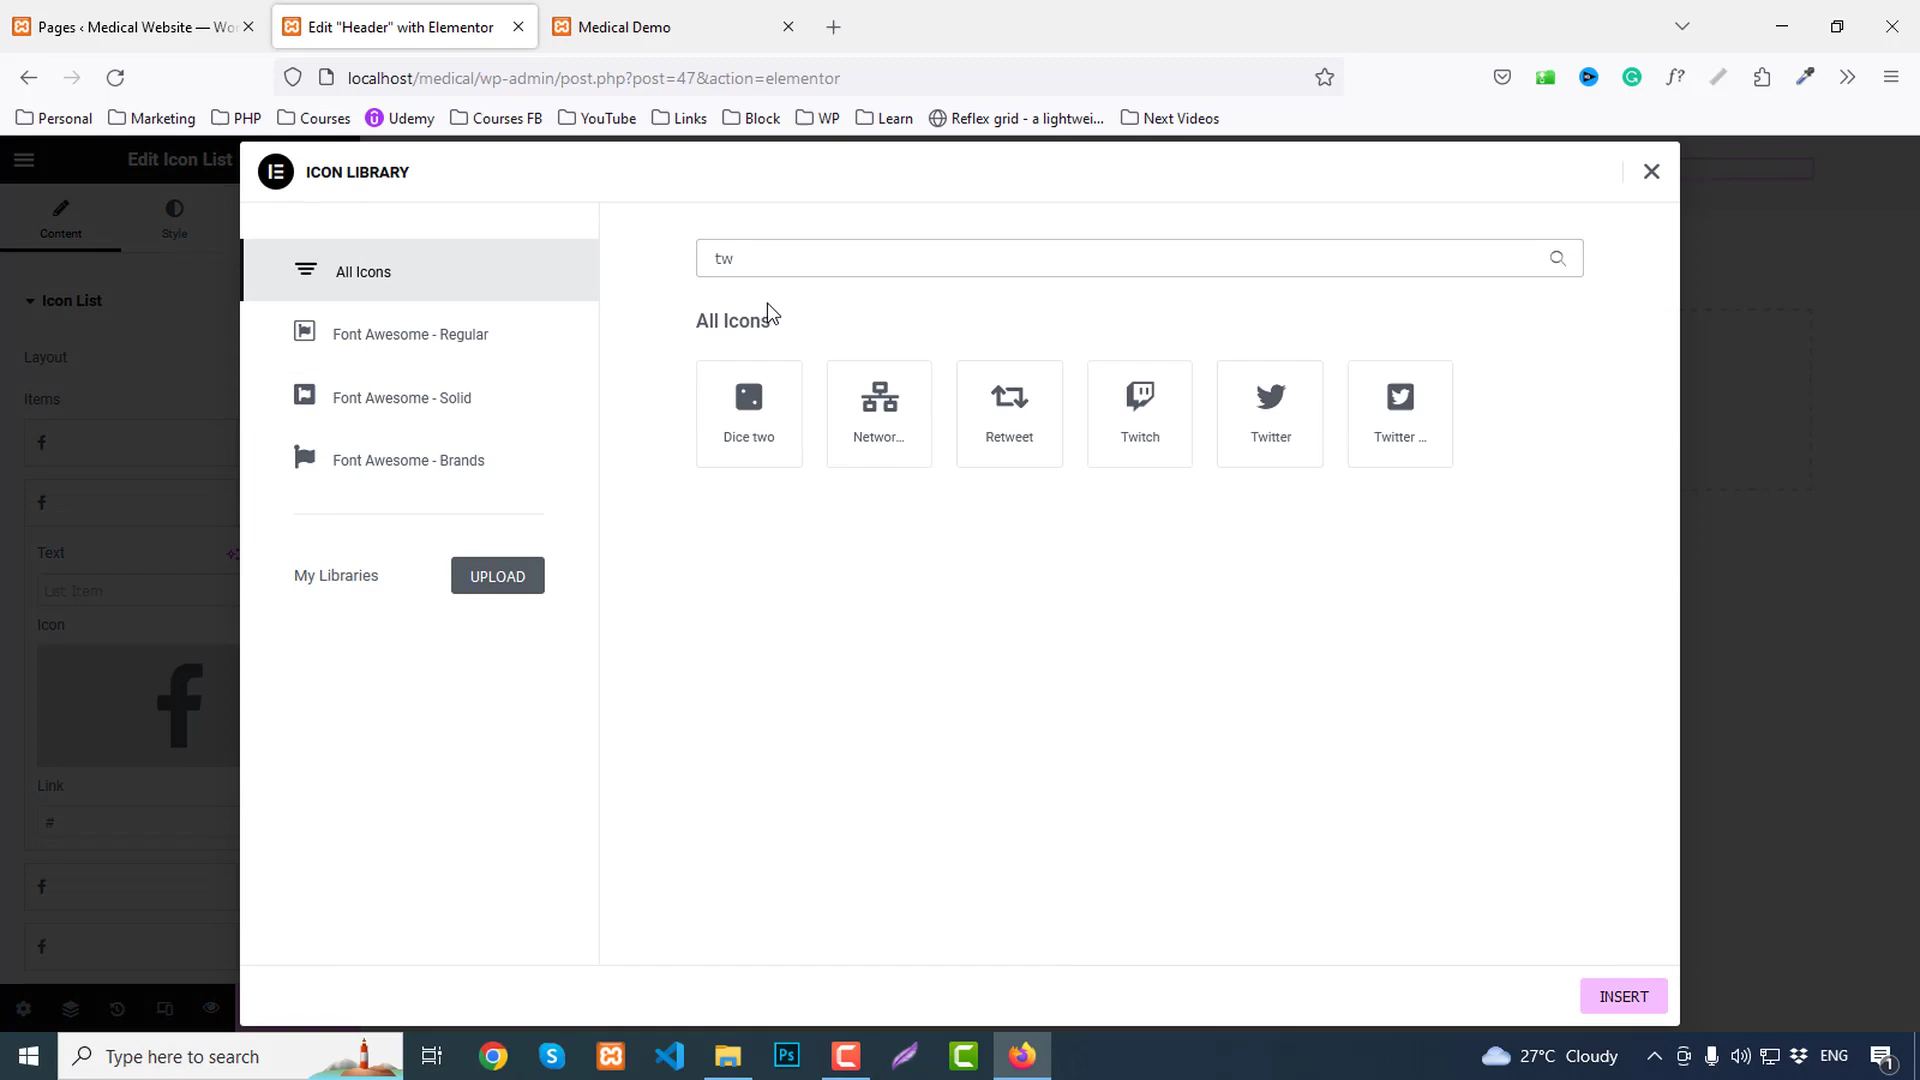 Pages ‹ Medical Website — Wo
Edit "Header" with Elementor
Medical Demo
localhost/medical/wp-admin/post.php?post=47&action=elementor
Personal
Marketing
PHP
Courses
Udemy
Courses FB
YouTube
Links
Block
WP
Learn
Reflex grid - a lightwei...
Next Videos
Edit Icon List
ICON LIBRARY
Content
Style
All Icons
tw
Icon List
Font Awesome - Regular
All Icons
Layout
Items
Font Awesome - Solid
Dice two
Networ...
Retweet
Twitch
Twitter
Twitter ...
Font Awesome - Brands
Text
List Item
My Libraries
UPLOAD
Icon
Link
#
INSERT
Type here to search
Ps
27°C Cloudy
ENG
1